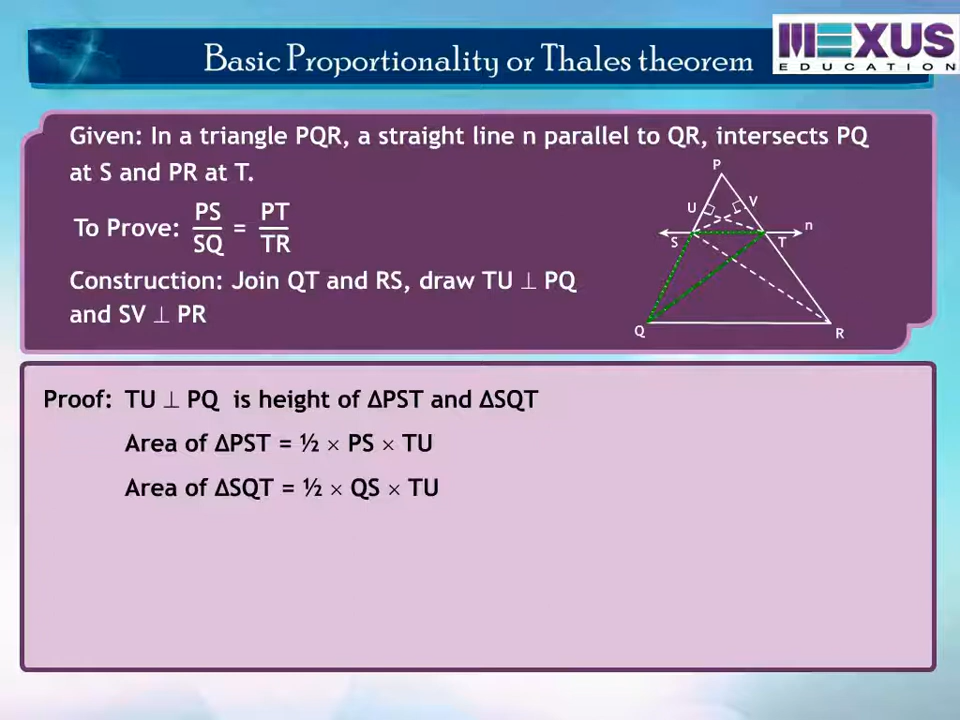 Basic Proportionality or Thales theorem
MEXUS
EDUCATION
Given: In a triangle PQR, a straight line n parallel to QR, intersects PQ
at S and PR at T.
To Prove: PS/SQ = PT/TR
Construction: Join QT and RS, draw TU ⊥ PQ
and SV ⊥ PR
P
U
V
n
S
T
Q
R
Proof: TU ⊥ PQ is height of ΔPST and ΔSQT
Area of ΔPST = ½ × PS × TU
Area of ΔSQT = ½ × QS × TU